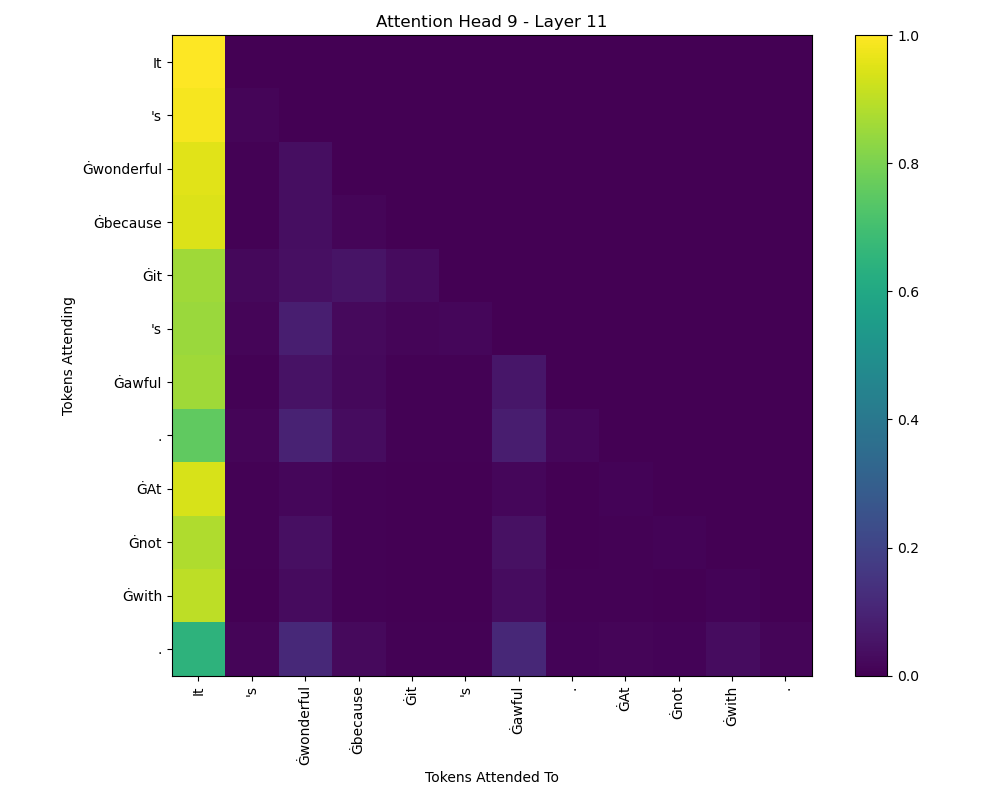 Attention Head 9 - Layer 11
It
's
Ġwonderful
Ġbecause
Ġit
's
Ġawful
.
ĠAt
Ġnot
Ġwith
.
Tokens Attending
It
's
Ġwonderful
Ġbecause
Ġit
's
Ġawful
.
ĠAt
Ġnot
Ġwith
.
Tokens Attended To
1.0
0.8
0.6
0.4
0.2
0.0